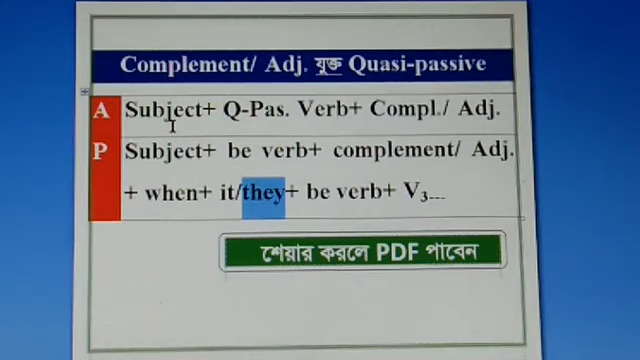 Complement/ Adj. যুক্ত Quasi-passive
A Subject+ Q-Pas. Verb+ Compl./ Adj.
P Subject+ be verb+ complement/ Adj.
+ when+ it/they+ be verb+ V3...
শেয়ার করলে PDF পাবেন